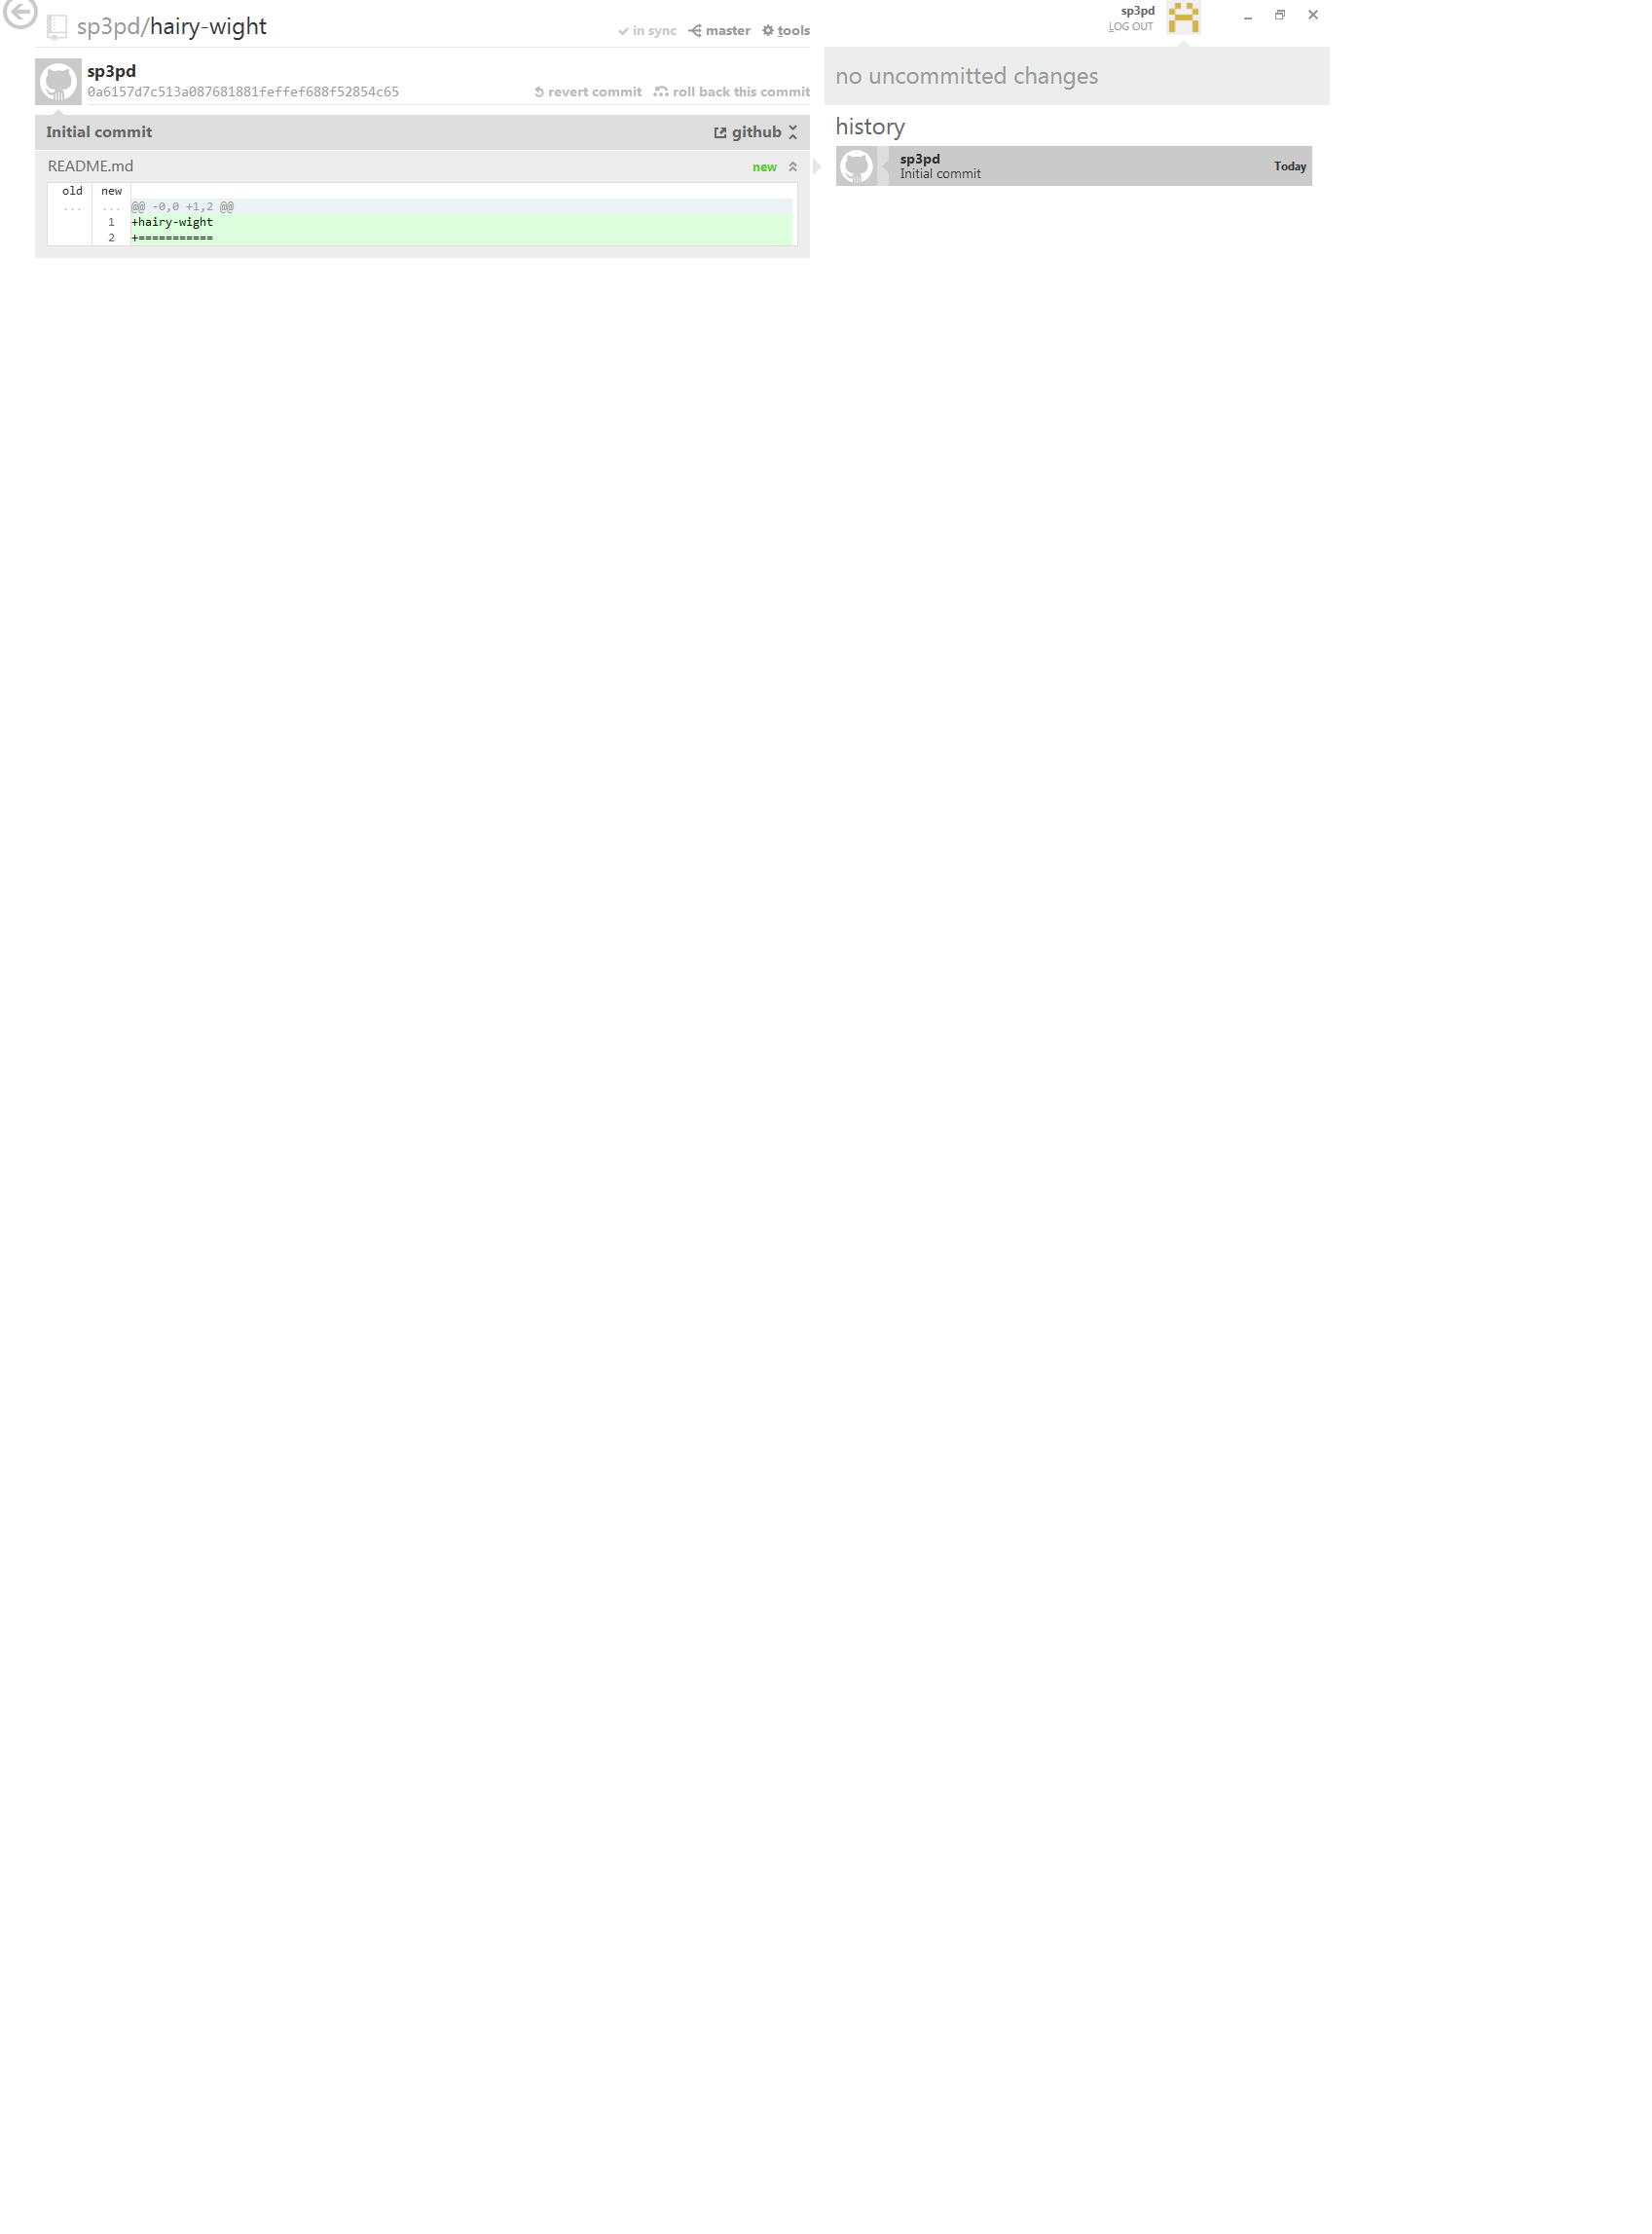 sp3pd/hairy-wight
in sync master tools
sp3pd
LOG OUT
sp3pd
0a6157d7c513a087681881feffef688f52854c65
revert commit roll back this commit
Initial commit
github
README.md
new
old new
... ... @@ -0,0 +1,2 @@
1 +hairy-wight
2 +===========
no uncommitted changes
history
sp3pd
Initial commit
Today